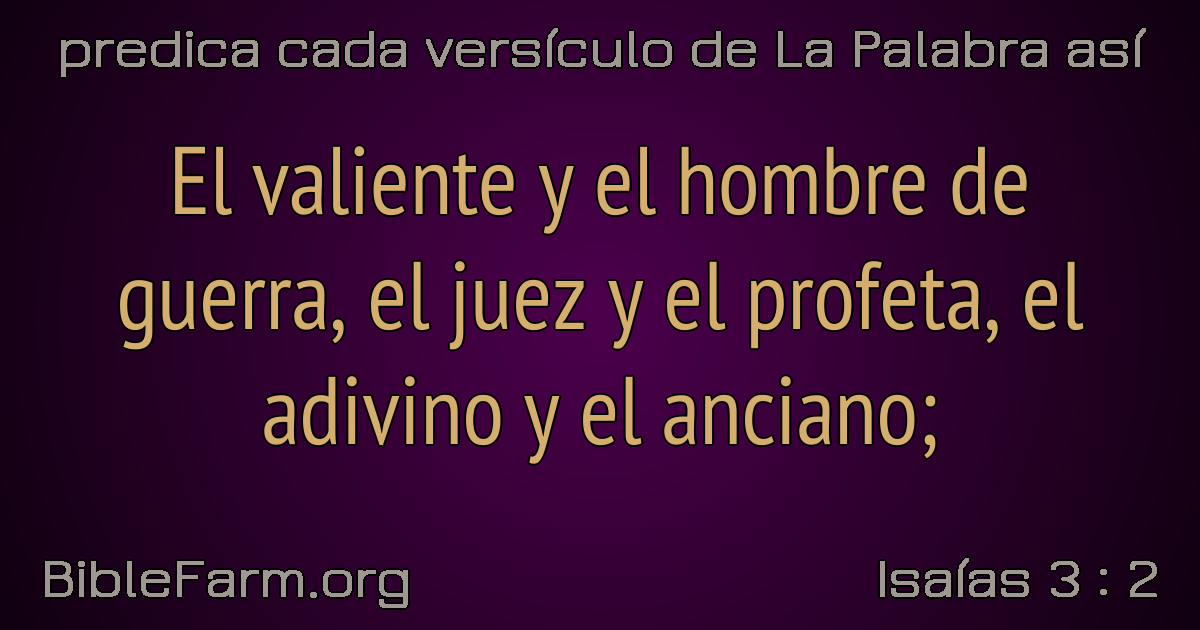 predica cada versículo de La Palabra así
El valiente y el hombre de
guerra, el juez y el profeta, el
adivino y el anciano;
BibleFarm.org
Isaías 3 : 2